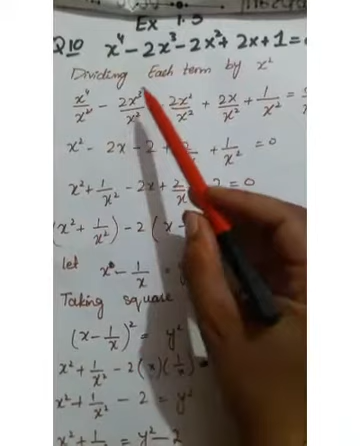 Ex 1.3
Q10 x⁴ - 2x³ - 2x² + 2x + 1 =
Dividing Each term by x²
x⁴/x² - 2x³/x² 2x²/x² + 2x/x² + 1/x² =
x² - 2x - 2 + + 1/x² = 0
x² + 1/x² - 2x + 2/x 2 = 0
(x² + 1/x²) - 2 (x -
let x - 1/x =
Taking square
(x - 1/x)² = y²
x² + 1/x² - 2(x)(1/x) =
x² + 1/x² - 2 = y²
x² + 1/x = y² - 2